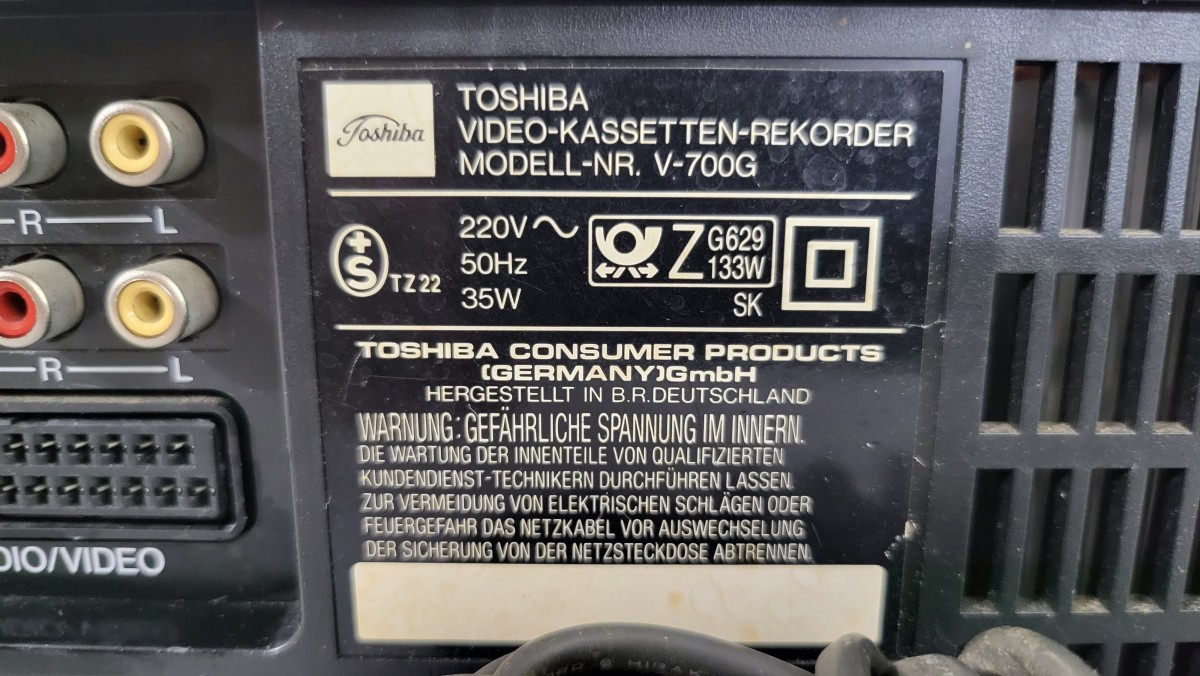 Toshiba
TOSHIBA
VIDEO-KASSETTEN-REKORDER
MODELL-NR. V-700G
R L
S TZ 22
220V
50Hz
35W
Z G629
133W
SK
R L
TOSHIBA CONSUMER PRODUCTS
(GERMANY)GmbH
HERGESTELLT IN B.R.DEUTSCHLAND
WARNUNG: GEFÄHRLICHE SPANNUNG IM INNERN.
DIE WARTUNG DER INNENTEILE VON QUALIFIZIERTEN
KUNDENDIENST-TECHNIKERN DURCHFÜHREN LASSEN.
ZUR VERMEIDUNG VON ELEKTRISCHEN SCHLÄGEN ODER
FEUERGEFAHR DAS NETZKABEL VOR AUSWECHSELUNG
DER SICHERUNG VON DER NETZSTECKDOSE ABTRENNEN.
DIO/VIDEO